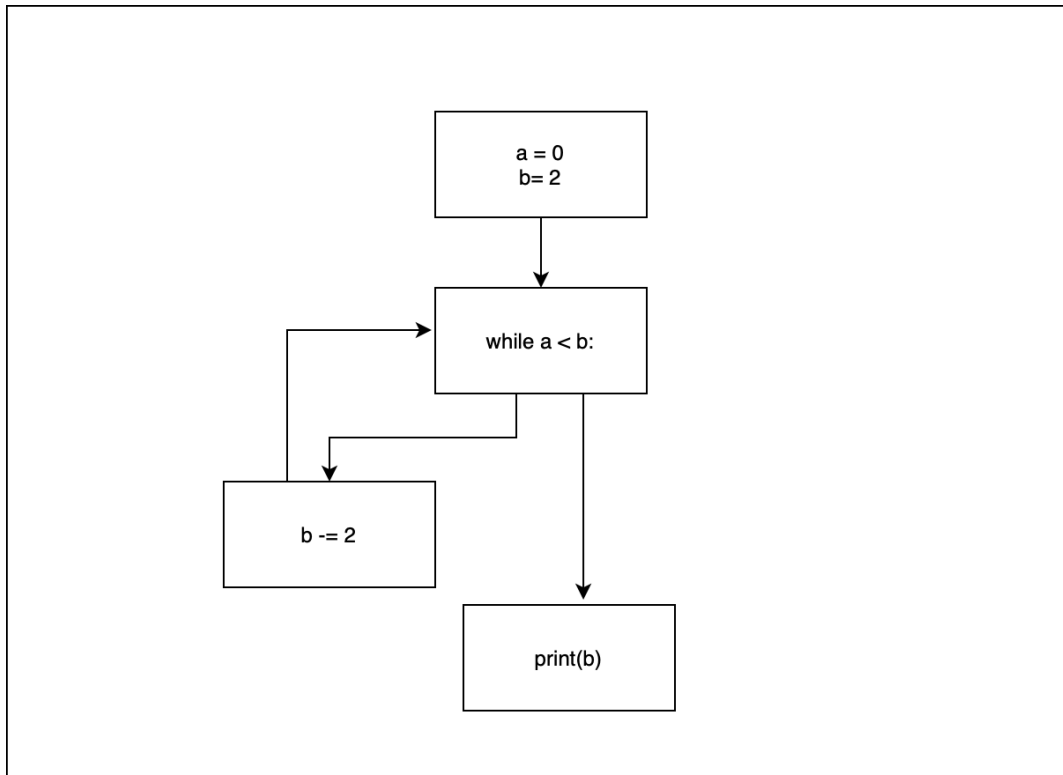 a = 0
b= 2
while a < b:
b -= 2
print(b)